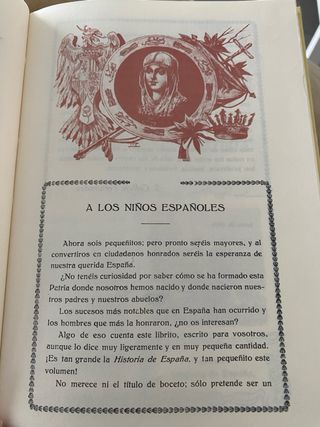 A LOS NIÑOS ESPAÑOLES
Ahora sois pequeñitos; pero pronto seréis mayores, y al
convertiros en ciudadanos honrados seréis la esperanza de
nuestra querida España.
¿No tenéis curiosidad por saber cómo se ha formado esta
Patria donde nosotros hemos nacido y donde nacieron nues-
tros padres y nuestros abuelos?
Los sucesos más notables que en España han ocurrido y
los hombres que más la honraron, ¿no os interesan?
Algo de eso cuenta este librito, escrito para vosotros,
aunque lo dice muy ligeramente y en muy pequeña cantidad.
¡Es tan grande la Historia de España, y tan pequeñito este
volumen!
No merece ni el título de boceto; sólo pretende ser un